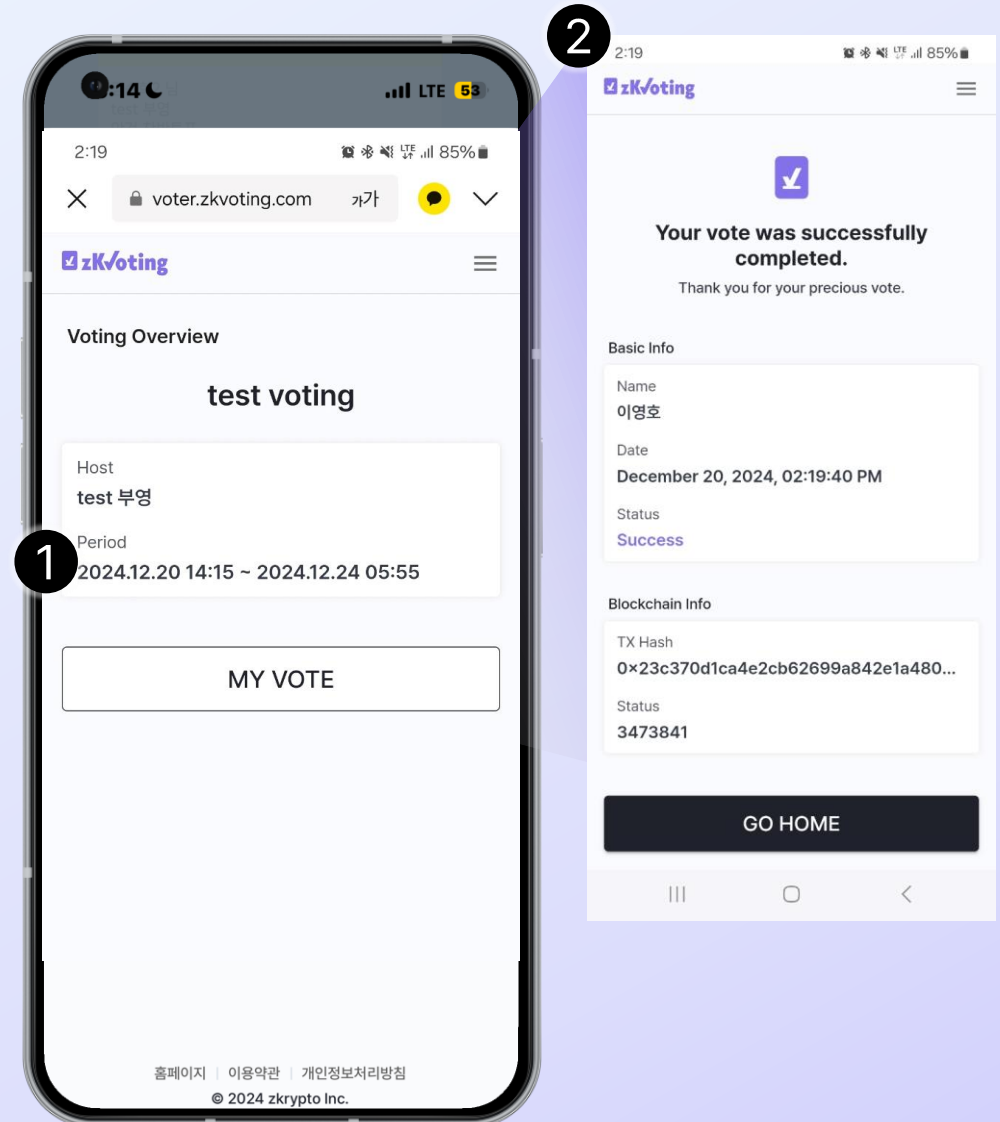 :14
LTE 53
2:19
LTE 85%
voter.zkvoting.com 가가
zKVoting
Voting Overview
test voting
Host
test 부영
Period
1
2024.12.20 14:15 ~ 2024.12.24 05:55
MY VOTE
홈페이지 | 이용약관 | 개인정보처리방침
© 2024 zkrypto Inc.
2
2:19
LTE 85%
zKVoting
Your vote was successfully
completed.
Thank you for your precious vote.
Basic Info
Name
이영호
Date
December 20, 2024, 02:19:40 PM
Status
Success
Blockchain Info
TX Hash
0×23c370d1ca4e2cb62699a842e1a480...
Status
3473841
GO HOME